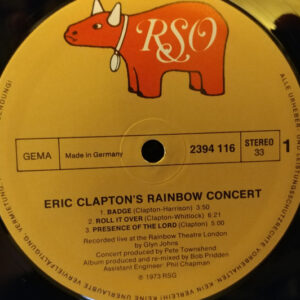 RSO
GEMA
Made in Germany
2394 116
STEREO
33
1
ERIC CLAPTON'S RAINBOW CONCERT
1. BADGE (Clapton-Harrison) 3:50
2. ROLL IT OVER (Clapton-Whitlock) 6:21
3. PRESENCE OF THE LORD (Clapton) 5:00
Recorded live at the Rainbow Theatre London
by Glyn Johns
Concert produced by Pete Townshend
Album produced and re-mixed by Bob Pridden
Assistant Engineer: Phil Chapman
℗ 1973 RSO
ALLE URHEBER-